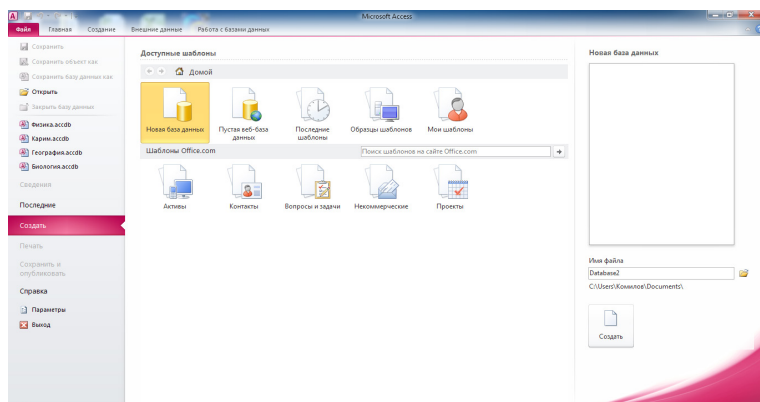 Microsoft Access
Файл Главная Создание Внешние данные Работа с базами данных
Сохранить
Сохранить объект как
Сохранить базу данных как
Открыть
Закрыть базу данных
Физика.accdb
Карим.accdb
География.accdb
Биология.accdb
Сведения
Последние
Создать
Печать
Сохранить и
опубликовать
Справка
Параметры
Выход
Доступные шаблоны
Домой
Новая база данных
Пустая веб-база
данных
Последние
шаблоны
Образцы шаблонов
Мои шаблоны
Шаблоны Office.com
Поиск шаблонов на сайте Office.com
Активы
Контакты
Вопросы и задачи
Некоммерческие
Проекты
Новая база данных
Имя файла
Database2
C:\Users\Комилов\Documents\
Создать